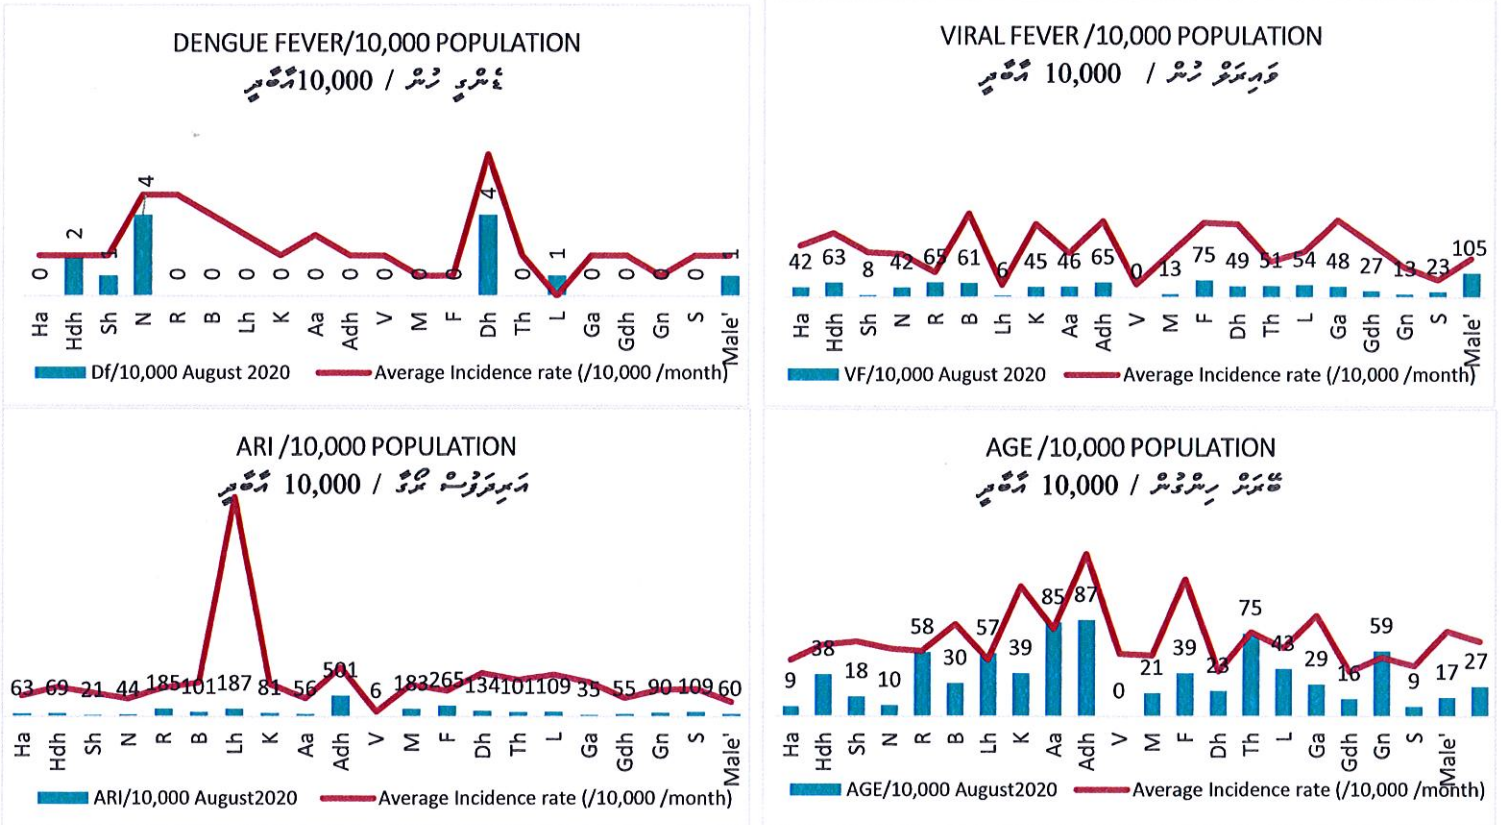 DENGUE FEVER/10,000 POPULATION
ޑެންގީ ހުން / 10,000އާބާދީ
0 2 5 4 0 0 0 0 0 0 0 0 0 4 0 1 0 0 0 0 1
Ha Hdh Sh N R B Lh K Aa Adh V M F Dh Th L Ga Gdh Gn S Male'
Df/10,000 August 2020 Average Incidence rate (/10,000 /month)
VIRAL FEVER /10,000 POPULATION
ވައިރަލް ހުން / 10,000 އާބާދީ
42 63 8 42 65 61 6 45 46 65 0 13 75 49 51 54 48 27 13 23 105
Ha Hdh Sh N R B Lh K Aa Adh V M F Dh Th L Ga Gdh Gn S Male'
VF/10,000 August 2020 Average Incidence rate (/10,000 /month)
ARI /10,000 POPULATION
އަރިދަފުސް ރޯގާ / 10,000 އާބާދީ
63 69 21 44 185 101 187 81 56 501 6 183 265 134 101 109 35 55 90 109 60
Ha Hdh Sh N R B Lh K Aa Adh V M F Dh Th L Ga Gdh Gn S Male'
ARI/10,000 August2020 Average Incidence rate (/10,000 /month)
AGE /10,000 POPULATION
ބޭރަށް ހިންގުން / 10,000 އާބާދީ
9 38 18 10 58 30 57 39 85 87 0 21 39 23 75 43 29 16 59 9 17 27
Ha Hdh Sh N R B Lh K Aa Adh V M F Dh Th L Ga Gdh Gn S Male'
AGE/10,000 August2020 Average Incidence rate (/10,000 /month)